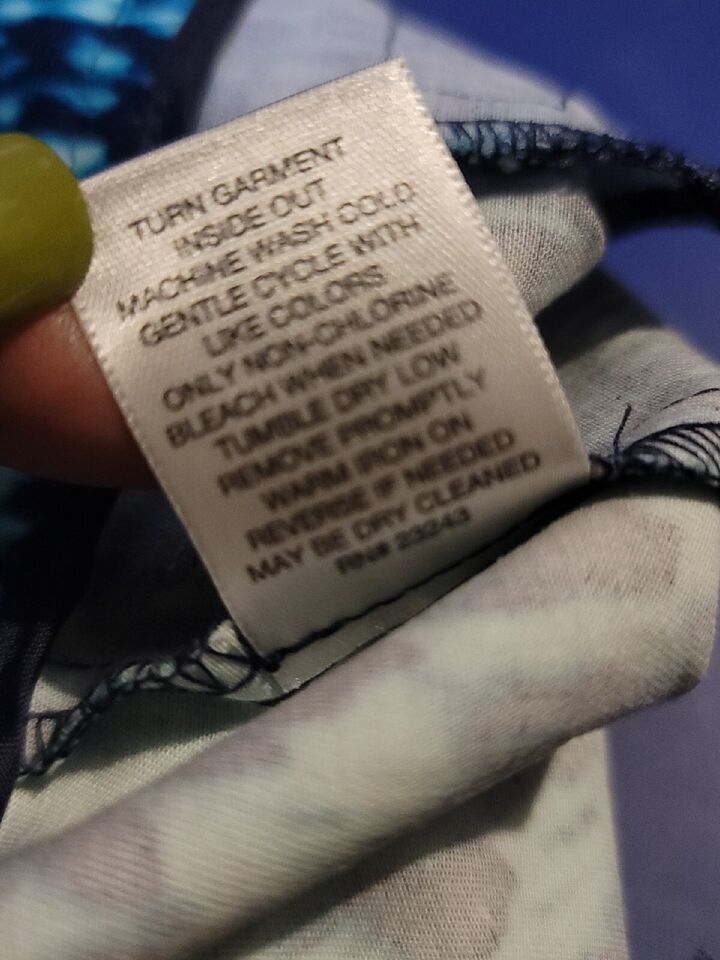 TURN GARMENT
INSIDE OUT
MACHINE WASH COLD
GENTLE CYCLE WITH
LIKE COLORS
ONLY NON-CHLORINE
BLEACH WHEN NEEDED
TUMBLE DRY LOW
REMOVE PROMPTLY
WARM IRON ON
REVERSE IF NEEDED
MAY BE DRY CLEANED
RN# 23243